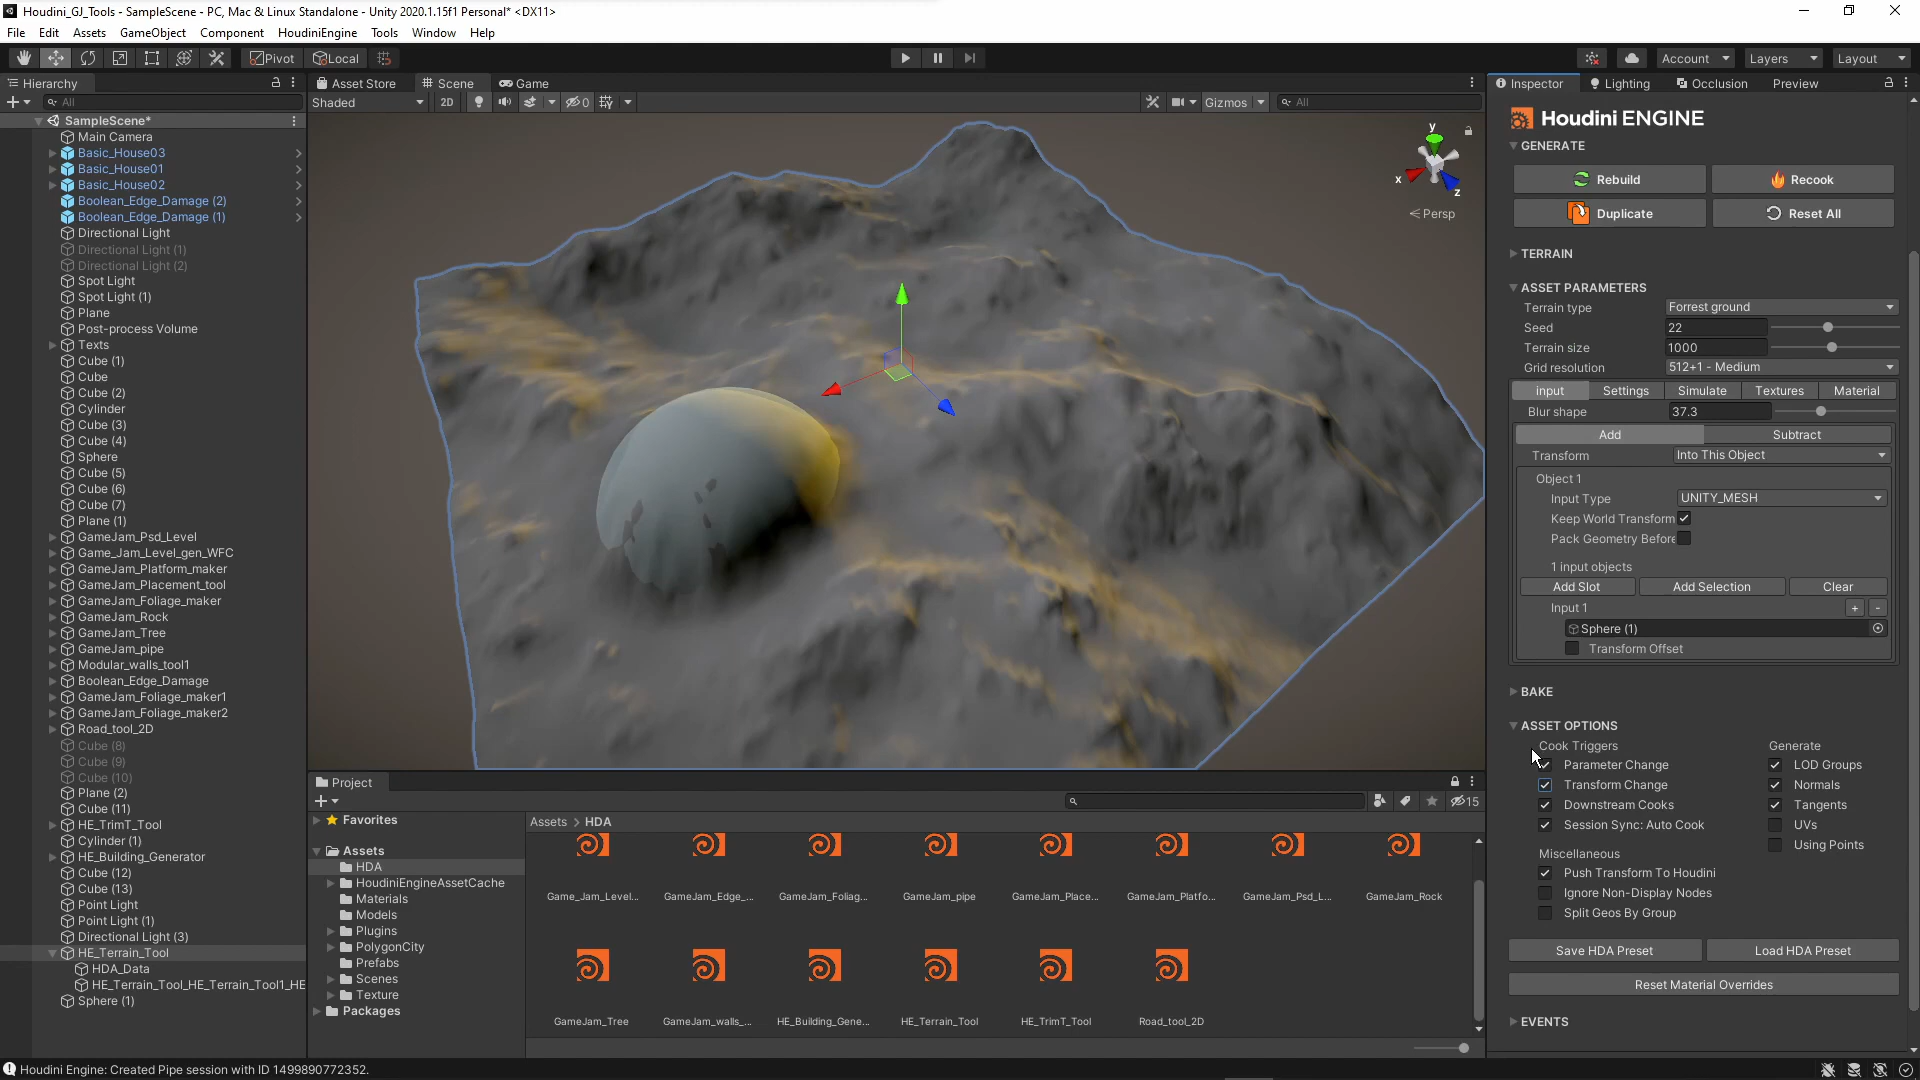 Houdini_GJ_Tools - SampleScene - PC, Mac & Linux Standalone - Unity 2020.1.15f1 Personal* <DX11>
File Edit Assets GameObject Component HoudiniEngine Tools Window Help
Pivot Local Account Layers Layout
Hierarchy
All
SampleScene*
Main Camera
Basic_House03
Basic_House01
Basic_House02
Boolean_Edge_Damage (2)
Boolean_Edge_Damage (1)
Directional Light
Directional Light (1)
Directional Light (2)
Spot Light
Spot Light (1)
Plane
Post-process Volume
Texts
Cube (1)
Cube
Cube (2)
Cylinder
Cube (3)
Cube (4)
Sphere
Cube (5)
Cube (6)
Cube (7)
Plane (1)
GameJam_Psd_Level
Game_Jam_Level_gen_WFC
GameJam_Platform_maker
GameJam_Placement_tool
GameJam_Foliage_maker
GameJam_Rock
GameJam_Tree
GameJam_pipe
Modular_walls_tool1
Boolean_Edge_Damage
GameJam_Foliage_maker1
GameJam_Foliage_maker2
Road_tool_2D
Cube (8)
Cube (9)
Cube (10)
Plane (2)
Cube (11)
HE_TrimT_Tool
Cylinder (1)
HE_Building_Generator
Cube (12)
Cube (13)
Point Light
Point Light (1)
Directional Light (3)
HE_Terrain_Tool
HDA_Data
HE_Terrain_Tool_HE_Terrain_Tool1_HE
Sphere (1)
Asset Store Scene Game
Shaded 2D 0 Gizmos All
y
x
z
Persp
Project
15
Favorites
Assets
HDA
HoudiniEngineAssetCache
Materials
Models
Plugins
PolygonCity
Prefabs
Scenes
Texture
Packages
Assets > HDA
Game_Jam_Level... GameJam_Edge_... GameJam_Foliag... GameJam_pipe GameJam_Place... GameJam_Platfo... GameJam_Psd_L... GameJam_Rock
GameJam_Tree GameJam_walls_... HE_Building_Gene... HE_Terrain_Tool HE_TrimT_Tool Road_tool_2D
Inspector Lighting Occlusion Preview
Houdini ENGINE
GENERATE
Rebuild Recook
Duplicate Reset All
TERRAIN
ASSET PARAMETERS
Terrain type Forrest ground
Seed 22
Terrain size 1000
Grid resolution 512+1 - Medium
input Settings Simulate Textures Material
Blur shape 37.3
Add Subtract
Transform Into This Object
Object 1
Input Type UNITY_MESH
Keep World Transform
Pack Geometry Before
1 input objects
Add Slot Add Selection Clear
Input 1 + -
Sphere (1)
Transform Offset
BAKE
ASSET OPTIONS
Cook Triggers Generate
Parameter Change LOD Groups
Transform Change Normals
Downstream Cooks Tangents
Session Sync: Auto Cook UVs
Using Points
Miscellaneous
Push Transform To Houdini
Ignore Non-Display Nodes
Split Geos By Group
Save HDA Preset Load HDA Preset
Reset Material Overrides
EVENTS
Houdini Engine: Created Pipe session with ID 1499890772352.